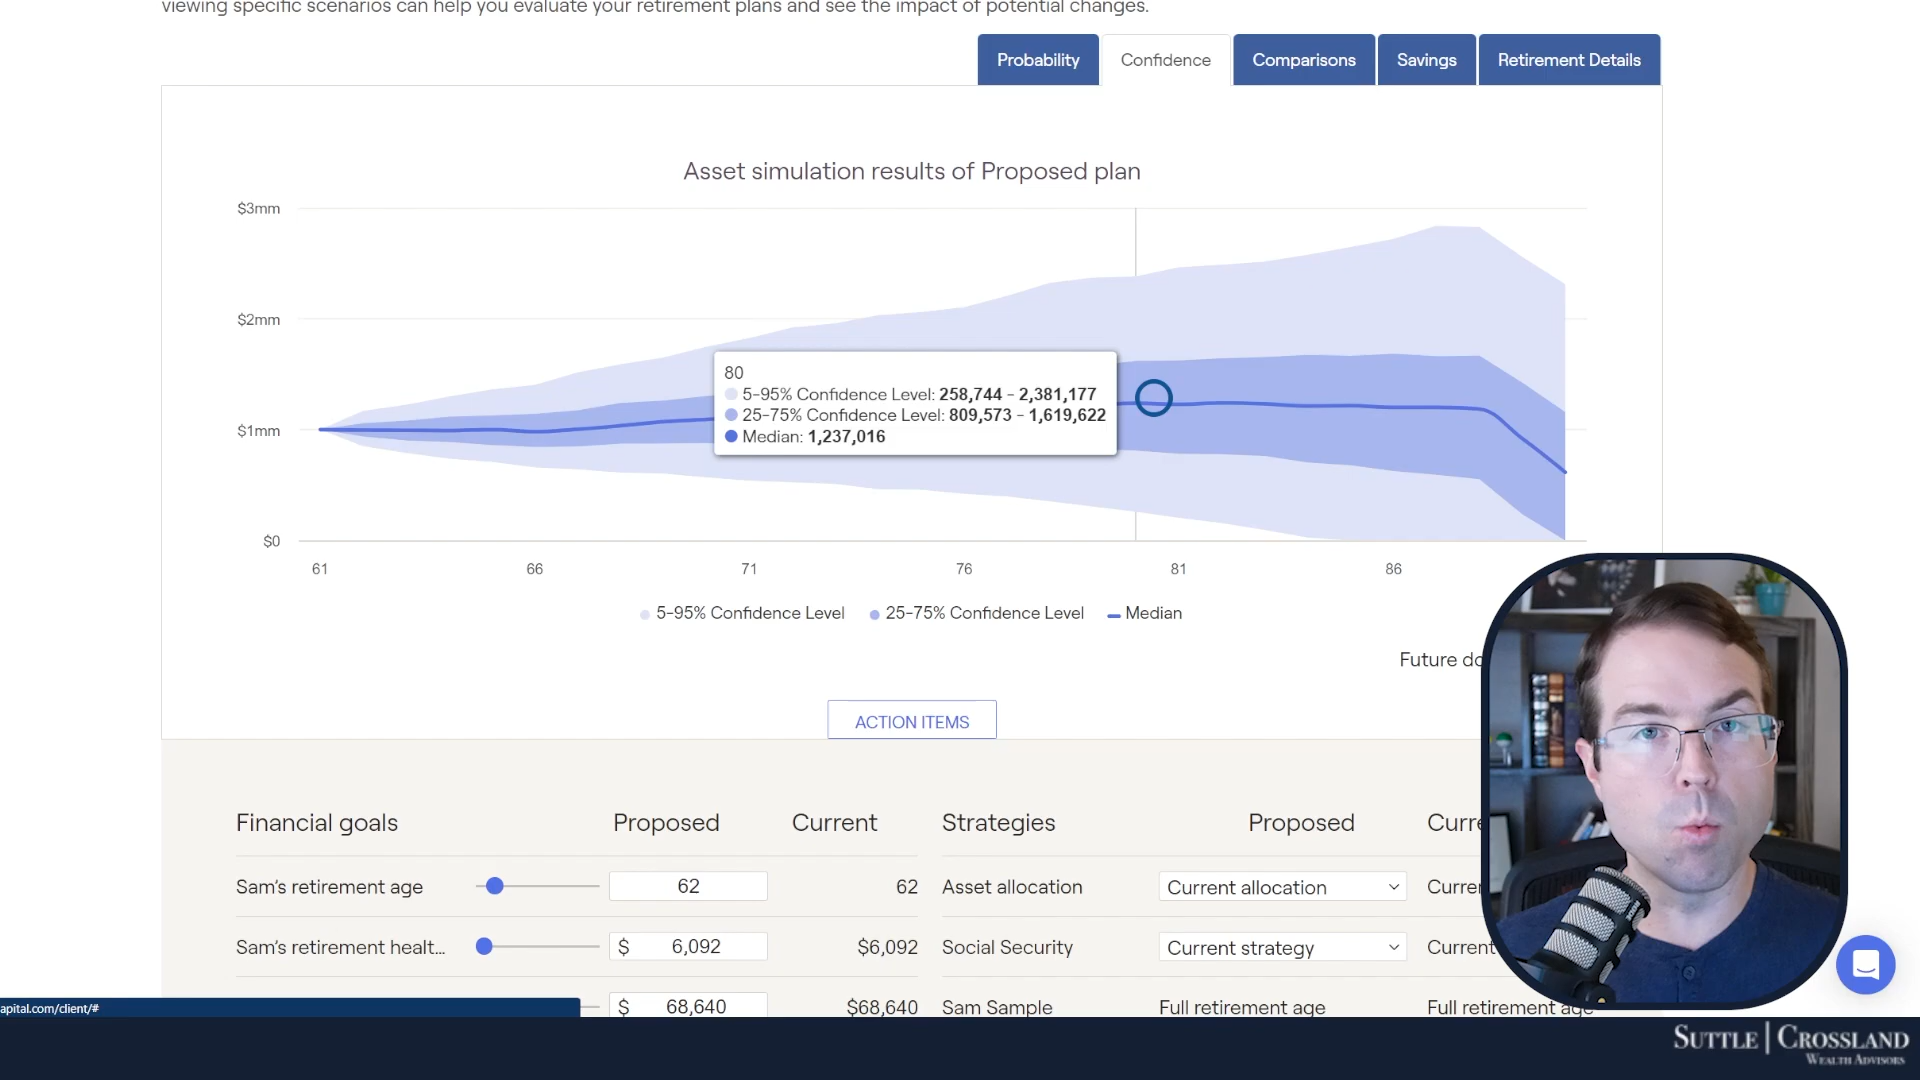 viewing specific scenarios can help you evaluate your retirement plans and see the impact of potential changes.
Probability
Confidence
Comparisons
Savings
Retirement Details
Asset simulation results of Proposed plan
$3mm
$2mm
$1mm
$0
80
5-95% Confidence Level: 258,744 - 2,381,177
25-75% Confidence Level: 809,573 - 1,619,622
Median: 1,237,016
61 66 71 76 81 86
5-95% Confidence Level 25-75% Confidence Level Median
Future do
ACTION ITEMS
Financial goals Proposed Current Strategies Proposed Curre
Sam's retirement age 62 62 Asset allocation Current allocation Curre
Sam's retirement healt... $ 6,092 $6,092 Social Security Current strategy Current
$ 68,640 $68,640 Sam Sample Full retirement age Full retirement age
apital.com/client/#
SUTTLE | CROSSLAND
WEALTH ADVISORS